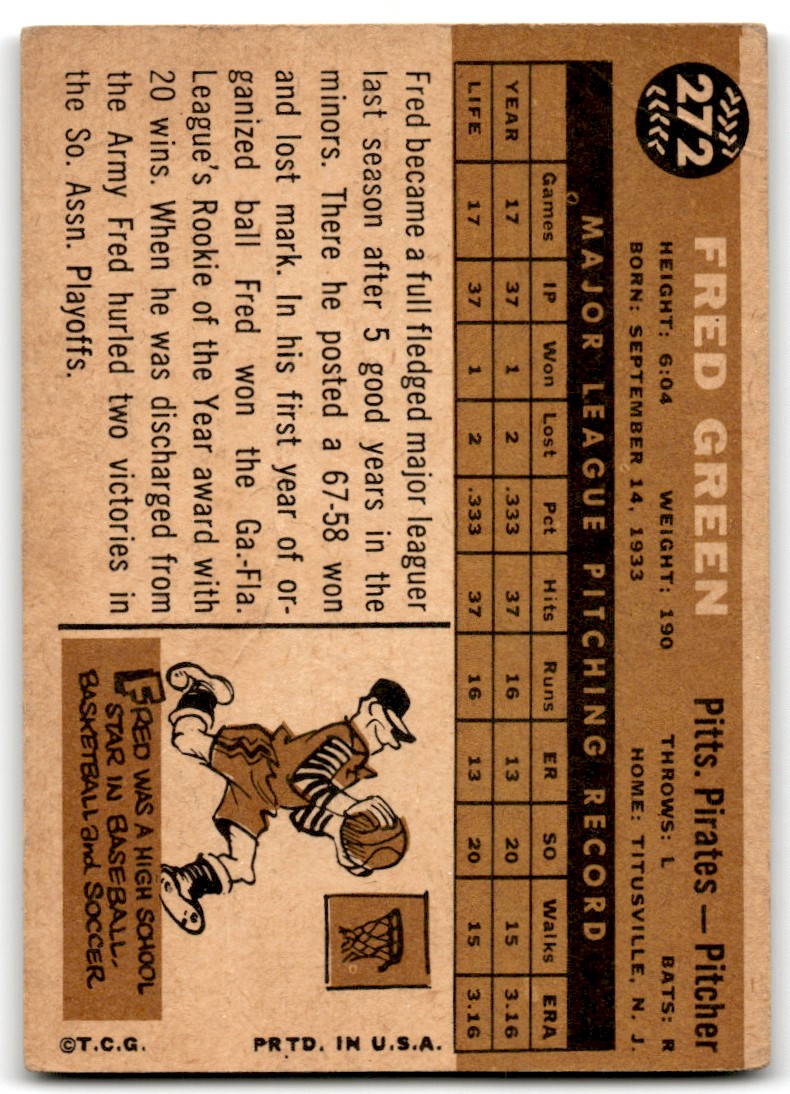 272
FRED GREEN
Pitts. Pirates — Pitcher
HEIGHT: 6:04 WEIGHT: 190 THROWS: L BATS: R
BORN: SEPTEMBER 14, 1933 HOME: TITUSVILLE, N. J.
MAJOR LEAGUE PITCHING RECORD
Games IP Won Lost Pct Hits Runs ER SO Walks ERA
YEAR 17 37 1 2 .333 37 16 13 20 15 3.16
LIFE 17 37 1 2 .333 37 16 13 20 15 3.16
Fred became a full fledged major leaguer
last season after 5 good years in the
minors. There he posted a 67-58 won
and lost mark. In his first year of or-
ganized ball Fred won the Ga.-Fla.
League's Rookie of the Year award with
20 wins. When he was discharged from
the Army Fred hurled two victories in
the So. Assn. Playoffs.
FRED WAS A HIGH SCHOOL
STAR IN BASEBALL,
BASKETBALL and SOCCER
©T.C.G. PRTD. IN U.S.A.